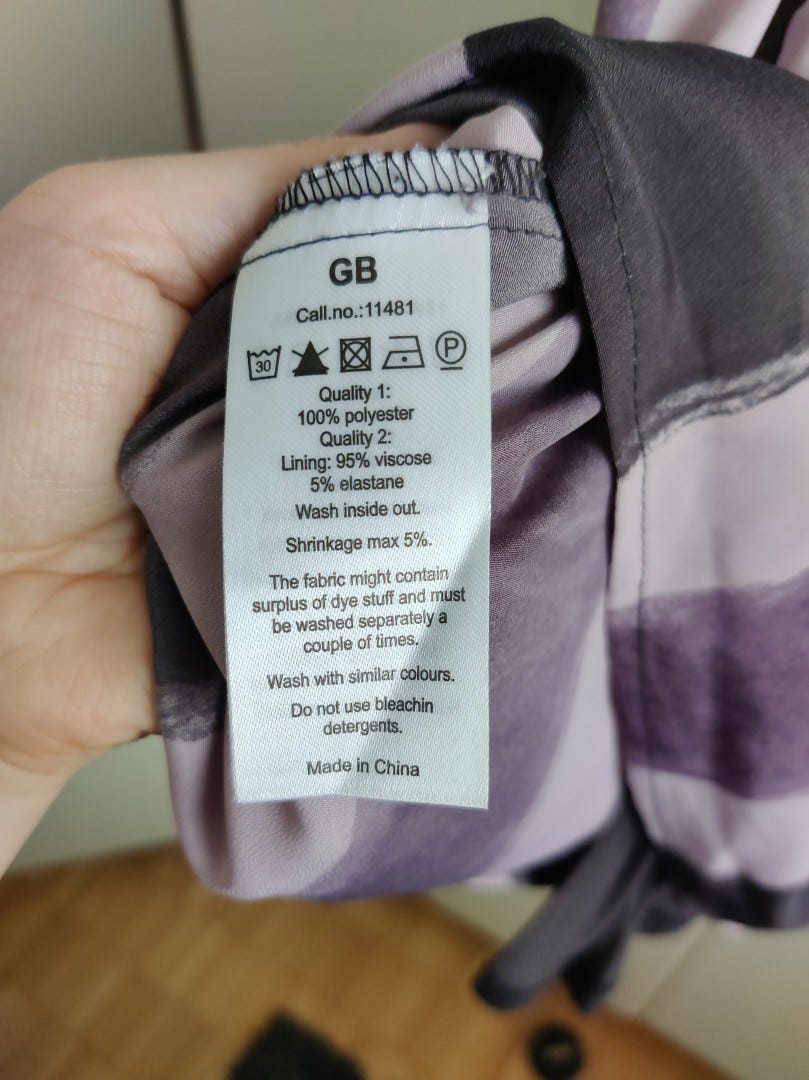 GB
Call.no.:11481
30 P
Quality 1:
100% polyester
Quality 2:
Lining: 95% viscose
5% elastane
Wash inside out.
Shrinkage max 5%.
The fabric might contain
surplus of dye stuff and must
be washed separately a
couple of times.
Wash with similar colours.
Do not use bleachin
detergents.
Made in China